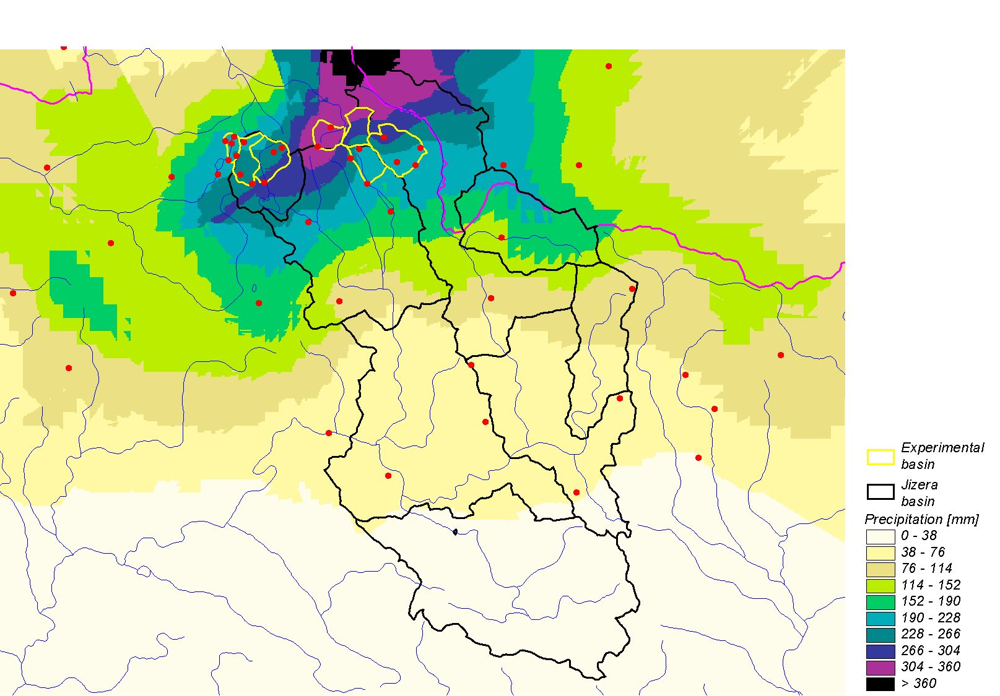 Experimental
basin
Jizera
basin
Precipitation [mm]
0 - 38
38 - 76
76 - 114
114 - 152
152 - 190
190 - 228
228 - 266
266 - 304
304 - 360
> 360